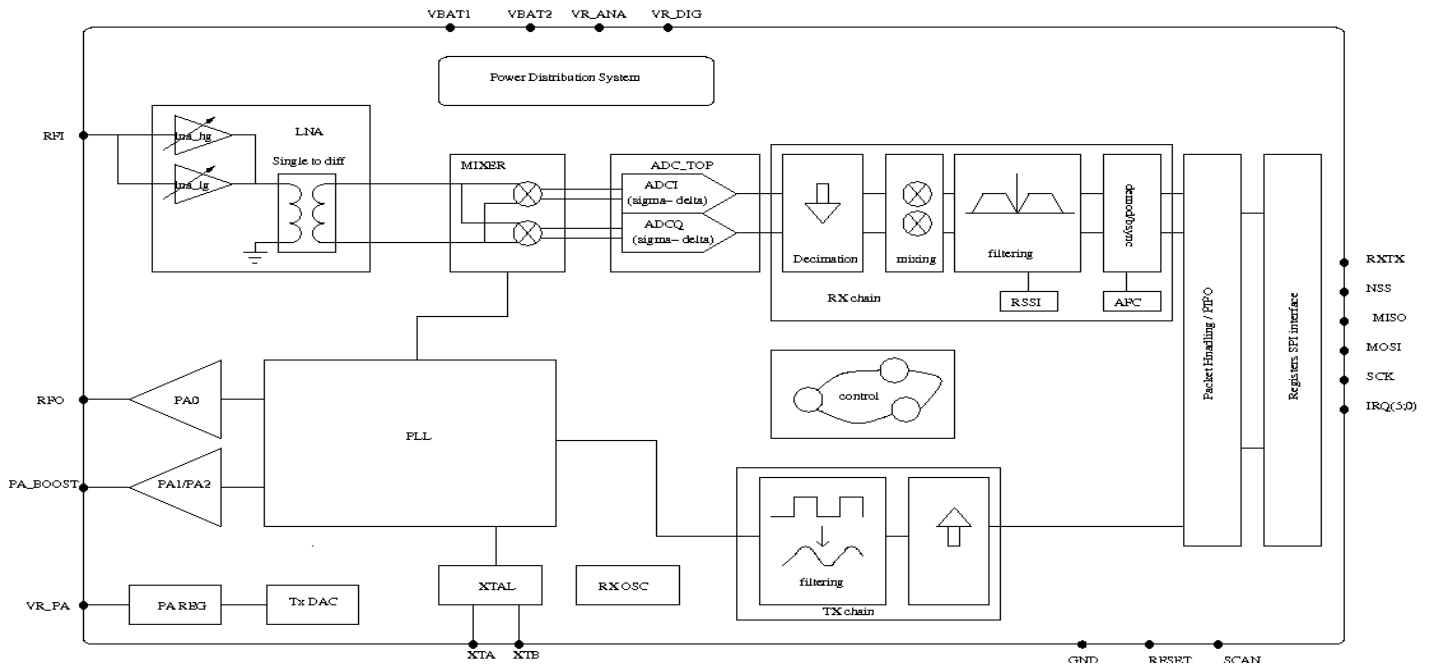 VBAT1 VBAT2 VR_ANA VR_DIG
Power Distribution System
RFI
lna_hg
LNA
lna_lg
Single to diff
MIXER
ADC_TOP
ADCI
(sigma- delta)
ADCQ
(sigma- delta)
Decimation
mixing
filtering
demod/bsync
RSSI
AFC
RX chain
Packet Hnadling / FIFO
Registers SPI interface
RXTX
NSS
MISO
MOSI
SCK
IRQ(5;0)
RFO
PA0
PLL
control
PA_BOOST
PA1/PA2
filtering
TX chain
XTAL
RX OSC
VR_PA
PA REG
Tx DAC
XTA XTB
GND RESET SCAN